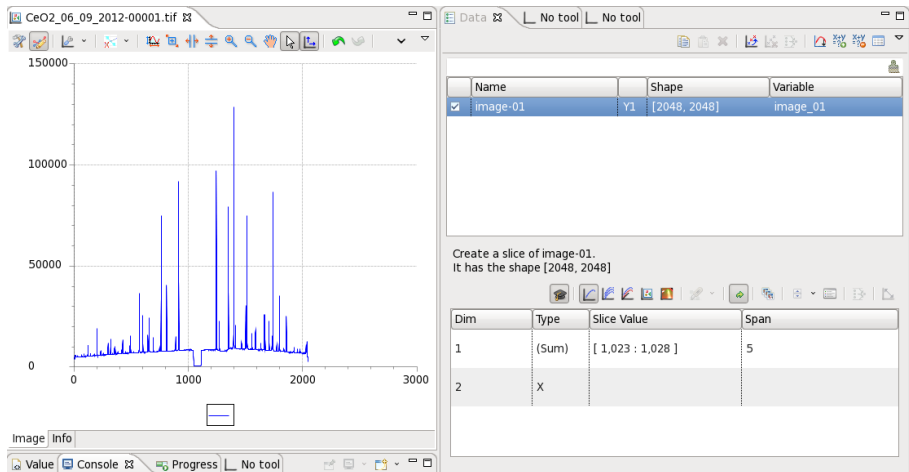 CeO2_06_09_2012-00001.tif
150000
100000
50000
0
0 1000 2000 3000
Image Info
Value Console Progress No tool
Data No tool No tool
Name Shape Variable
image-01 Y1 [2048, 2048] image_01
Create a slice of image-01.
It has the shape [2048, 2048]
Dim Type Slice Value Span
1 (Sum) [ 1,023 : 1,028 ] 5
2 X